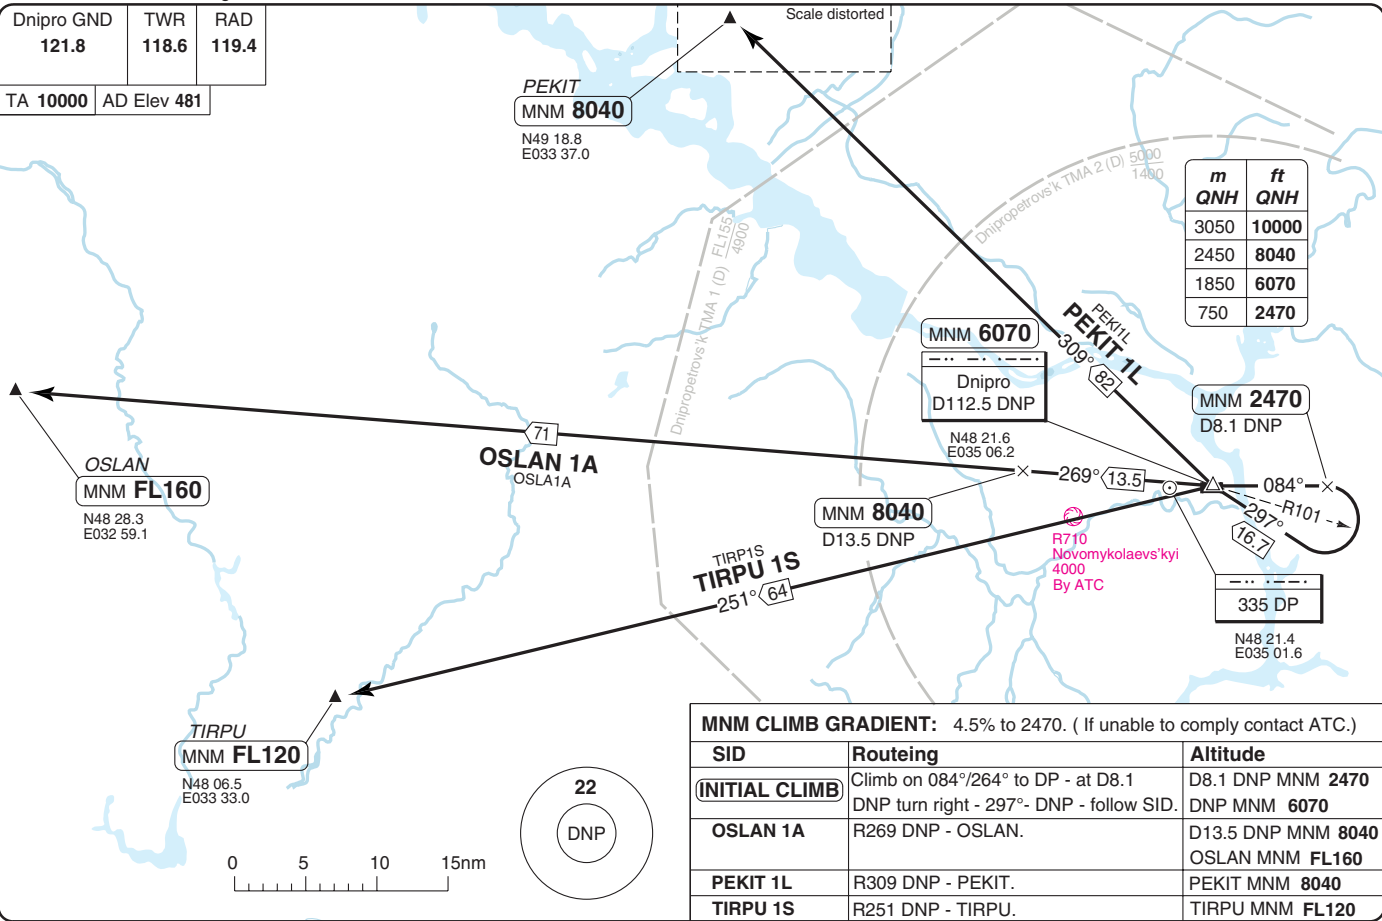 Dnipro GND TWR RAD
121.8 118.6 119.4
TA 10000 AD Elev 481
Scale distorted
PEKIT
MNM 8040
N49 18.8
E033 37.0
Dnipropetrovs'k TMA 2 (D) 5000
1400
m ft
QNH QNH
3050 10000
2450 8040
1850 6070
750 2470
Dnipropetrovs'k TMA 1 (D) FL155
4900
PEKI1L
PEKIT 1L
309° 82
MNM 6070
Dnipro
D112.5 DNP
N48 21.6
E035 06.2
MNM 2470
D8.1 DNP
71
OSLAN 1A
OSLA1A
OSLAN
MNM FL160
N48 28.3
E032 59.1
269° 13.5
084°
R101
297°
16.7
MNM 8040
D13.5 DNP
R710
Novomykolaevs'kyi
4000
By ATC
TIRP1S
TIRPU 1S
251° 64
335 DP
N48 21.4
E035 01.6
TIRPU
MNM FL120
N48 06.5
E033 33.0
22
DNP
0 5 10 15nm
MNM CLIMB GRADIENT: 4.5% to 2470. ( If unable to comply contact ATC.)
SID Routeing Altitude
INITIAL CLIMB Climb on 084°/264° to DP - at D8.1 D8.1 DNP MNM 2470
DNP turn right - 297°- DNP - follow SID. DNP MNM 6070
OSLAN 1A R269 DNP - OSLAN. D13.5 DNP MNM 8040
OSLAN MNM FL160
PEKIT 1L R309 DNP - PEKIT. PEKIT MNM 8040
TIRPU 1S R251 DNP - TIRPU. TIRPU MNM FL120